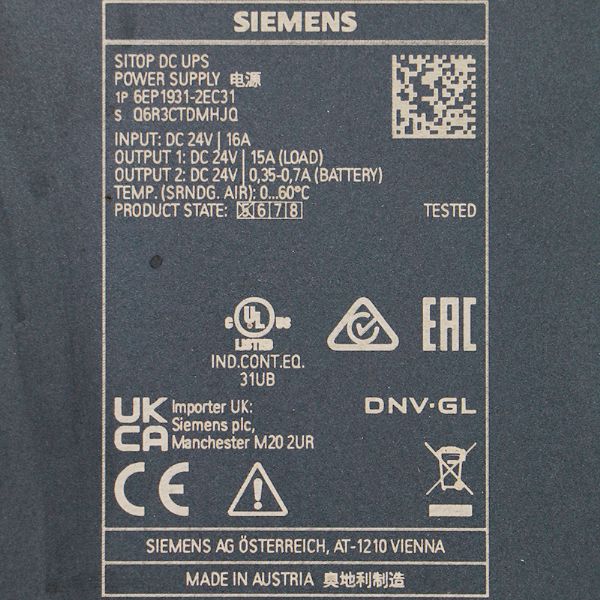 SIEMENS
SITOP DC UPS
POWER SUPPLY 电源
1P 6EP1931-2EC31
S Q6R3CTDMHJQ
INPUT: DC 24V | 16A
OUTPUT 1: DC 24V | 15A (LOAD)
OUTPUT 2: DC 24V | 0,35-0,7A (BATTERY)
TEMP. (SRNDG. AIR): 0...60°C
PRODUCT STATE: 5 6 7 8
TESTED
C UL US
LISTED
IND.CONT.EQ.
31UB
EAC
UK
CA
Importer UK:
Siemens plc,
Manchester M20 2UR
DNV·GL
CE
SIEMENS AG ÖSTERREICH, AT-1210 VIENNA
MADE IN AUSTRIA 奥地利制造